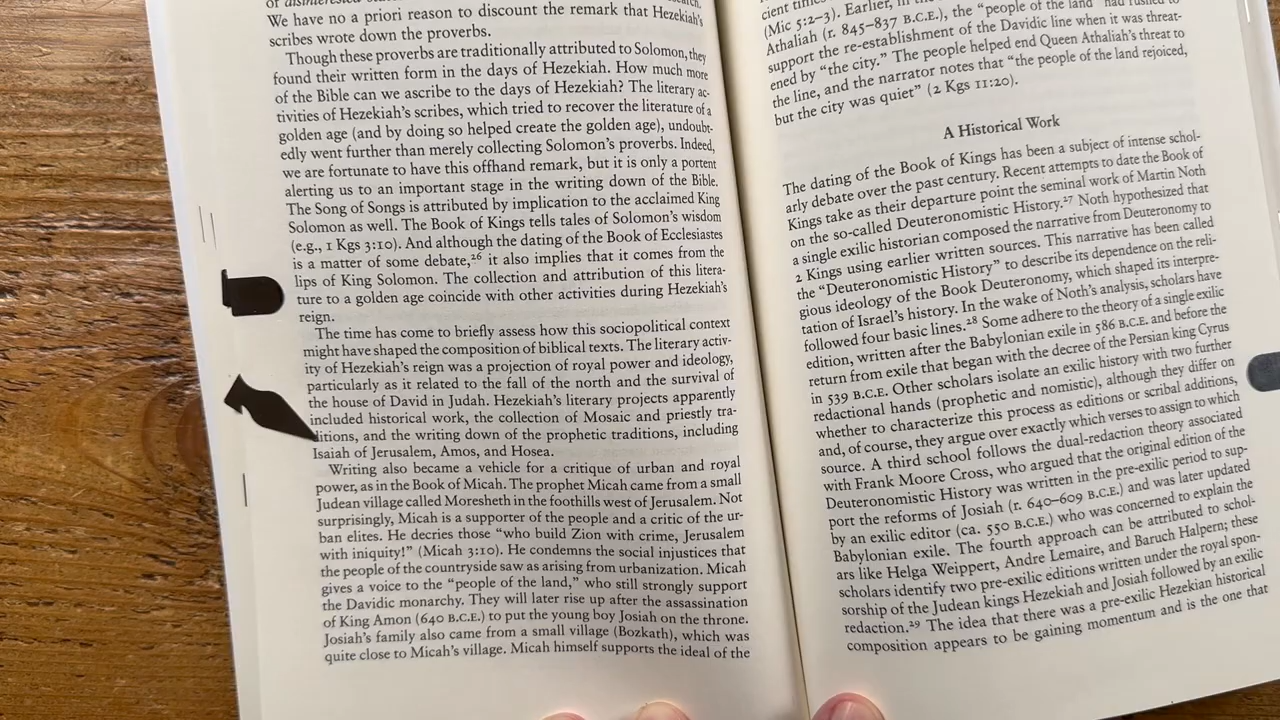 of disinterested
We have no a priori reason to discount the remark that Hezekiah's
scribes wrote down the proverbs.
Though these proverbs are traditionally attributed to Solomon, they
found their written form in the days of Hezekiah. How much more
of the Bible can we ascribe to the days of Hezekiah? The literary ac-
tivities of Hezekiah's scribes, which tried to recover the literature of a
golden age (and by doing so helped create the golden age), undoubt-
edly went further than merely collecting Solomon's proverbs. Indeed,
we are fortunate to have this offhand remark, but it is only a portent
alerting us to an important stage in the writing down of the Bible.
The Song of Songs is attributed by implication to the acclaimed King
Solomon as well. The Book of Kings tells tales of Solomon's wisdom
(e.g., 1 Kgs 3:10). And although the dating of the Book of Ecclesiastes
is a matter of some debate,26 it also implies that it comes from the
lips of King Solomon. The collection and attribution of this litera-
ture to a golden age coincide with other activities during Hezekiah's
reign.
The time has come to briefly assess how this sociopolitical context
might have shaped the composition of biblical texts. The literary activ-
ity of Hezekiah's reign was a projection of royal power and ideology,
particularly as it related to the fall of the north and the survival of
the house of David in Judah. Hezekiah's literary projects apparently
included historical work, the collection of Mosaic and priestly tra-
ditions, and the writing down of the prophetic traditions, including
Isaiah of Jerusalem, Amos, and Hosea.
Writing also became a vehicle for a critique of urban and royal
power, as in the Book of Micah. The prophet Micah came from a small
Judean village called Moresheth in the foothills west of Jerusalem. Not
surprisingly, Micah is a supporter of the people and a critic of the ur-
ban elites. He decries those "who build Zion with crime, Jerusalem
with iniquity!" (Micah 3:10). He condemns the social injustices that
the people of the countryside saw as arising from urbanization. Micah
gives a voice to the "people of the land," who still strongly support
the Davidic monarchy. They will later rise up after the assassination
of King Amon (640 B.C.E.) to put the young boy Josiah on the throne.
Josiah's family also came from a small village (Bozkath), which was
quite close to Micah's village. Micah himself supports the ideal of the
cient times
(Mic 5:2–3). Earlier, in
Athaliah (r. 845–837 B.C.E.), the "people of the land" had rushed to
support the re-establishment of the Davidic line when it was threat-
ened by "the city." The people helped end Queen Athaliah's threat to
the line, and the narrator notes that "the people of the land rejoiced,
but the city was quiet" (2 Kgs 11:20).
A Historical Work
The dating of the Book of Kings has been a subject of intense schol-
arly debate over the past century. Recent attempts to date the Book of
Kings take as their departure point the seminal work of Martin Noth
on the so-called Deuteronomistic History.27 Noth hypothesized that
a single exilic historian composed the narrative from Deuteronomy to
2 Kings using earlier written sources. This narrative has been called
the "Deuteronomistic History" to describe its dependence on the reli-
gious ideology of the Book Deuteronomy, which shaped its interpre-
tation of Israel's history. In the wake of Noth's analysis, scholars have
followed four basic lines.28 Some adhere to the theory of a single exilic
edition, written after the Babylonian exile in 586 B.C.E. and before the
return from exile that began with the decree of the Persian king Cyrus
in 539 B.C.E. Other scholars isolate an exilic history with two further
redactional hands (prophetic and nomistic), although they differ on
whether to characterize this process as editions or scribal additions,
and, of course, they argue over exactly which verses to assign to which
source. A third school follows the dual-redaction theory associated
with Frank Moore Cross, who argued that the original edition of the
Deuteronomistic History was written in the pre-exilic period to sup-
port the reforms of Josiah (r. 640–609 B.C.E.) and was later updated
by an exilic editor (ca. 550 B.C.E.) who was concerned to explain the
Babylonian exile. The fourth approach can be attributed to schol-
ars like Helga Weippert, Andre Lemaire, and Baruch Halpern; these
scholars identify two pre-exilic editions written under the royal spon-
sorship of the Judean kings Hezekiah and Josiah followed by an exilic
redaction.29 The idea that there was a pre-exilic Hezekian historical
composition appears to be gaining momentum and is the one that